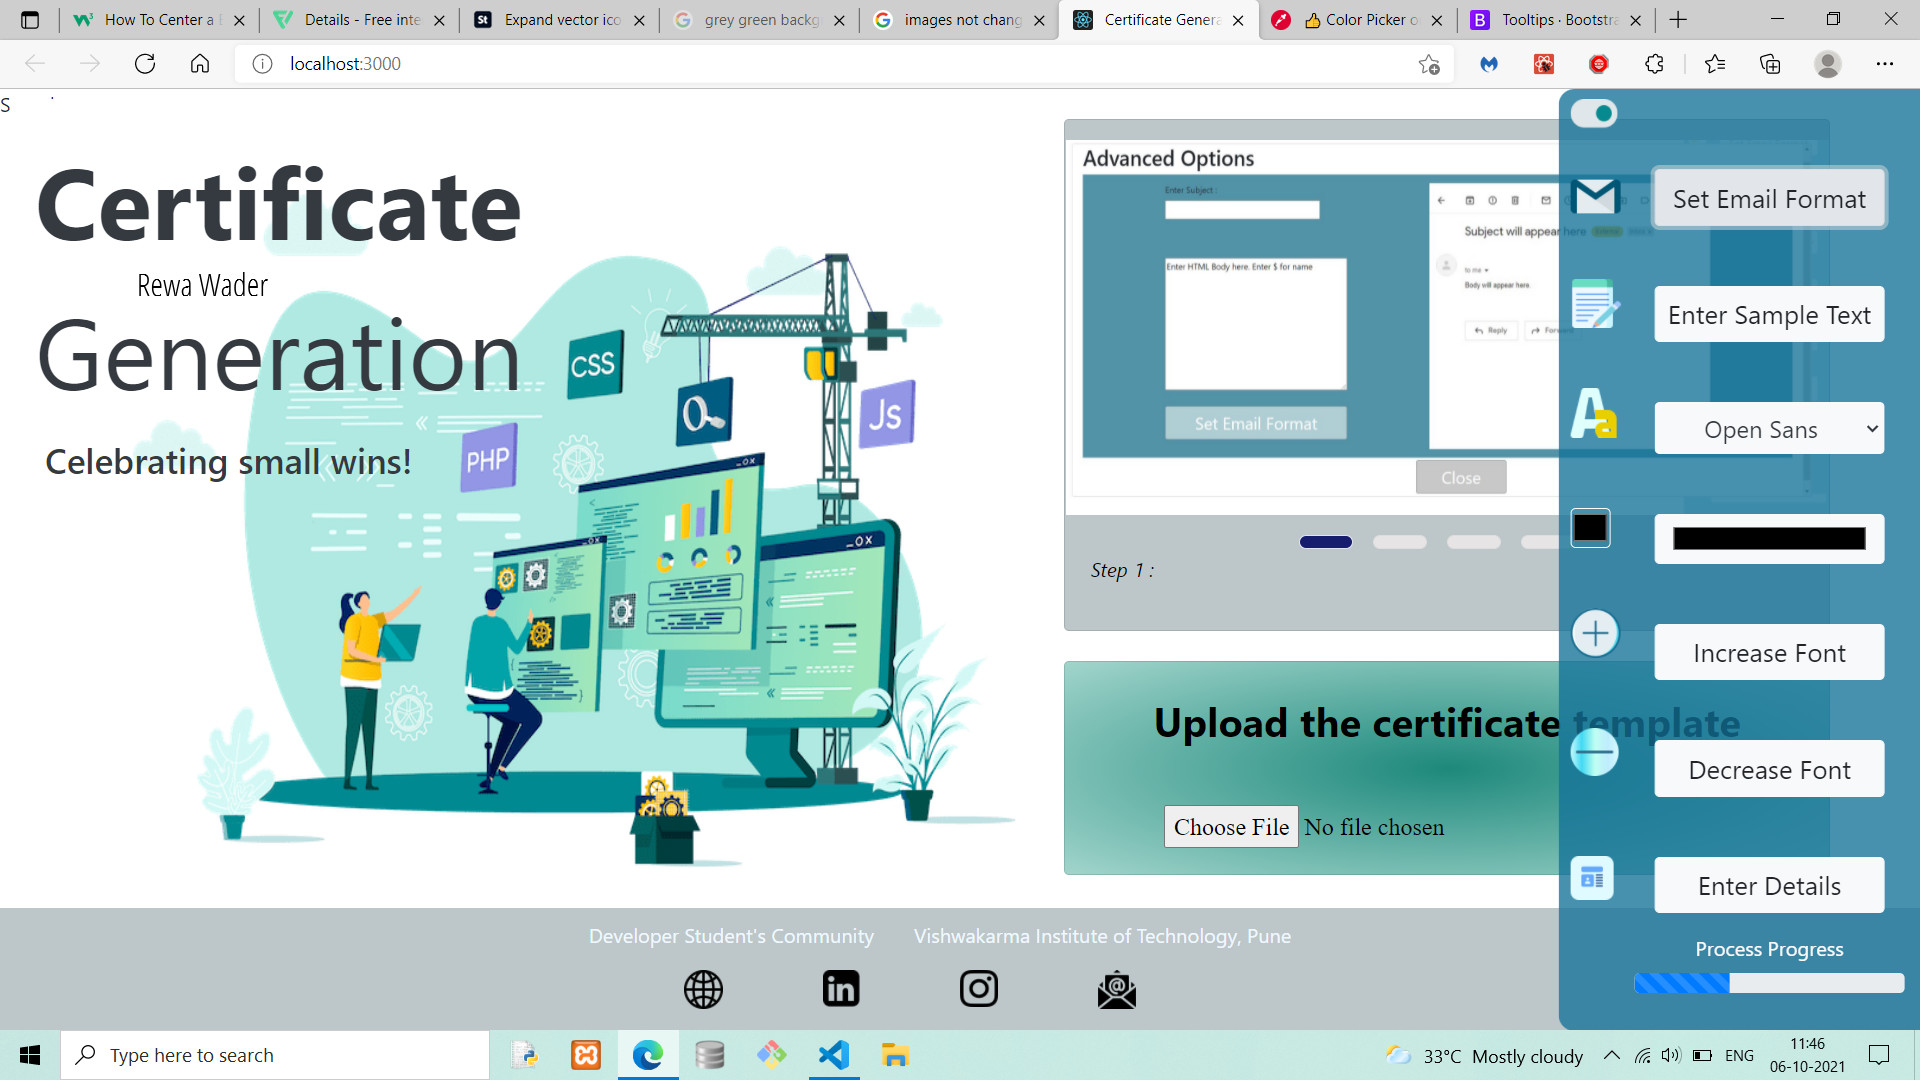 How To Center a
Details - Free inte
Expand vector ico
grey green backg
images not chang
Certificate Genera
Color Picker o
Tooltips · Bootstra
localhost:3000
S
Certificate
Rewa Wader
Generation
Celebrating small wins!
CSS
PHP
Js
Advanced Options
Enter Subject :
Enter HTML Body here. Enter $ for name
Set Email Format
Subject will appear here
to me
Body will appear here
Reply
Close
Step 1 :
Upload the certificate template
Choose File No file chosen
Set Email Format
Enter Sample Text
Open Sans
Increase Font
Decrease Font
Enter Details
Process Progress
Developer Student's Community
Vishwakarma Institute of Technology, Pune
Type here to search
33°C Mostly cloudy
ENG
11:46
06-10-2021